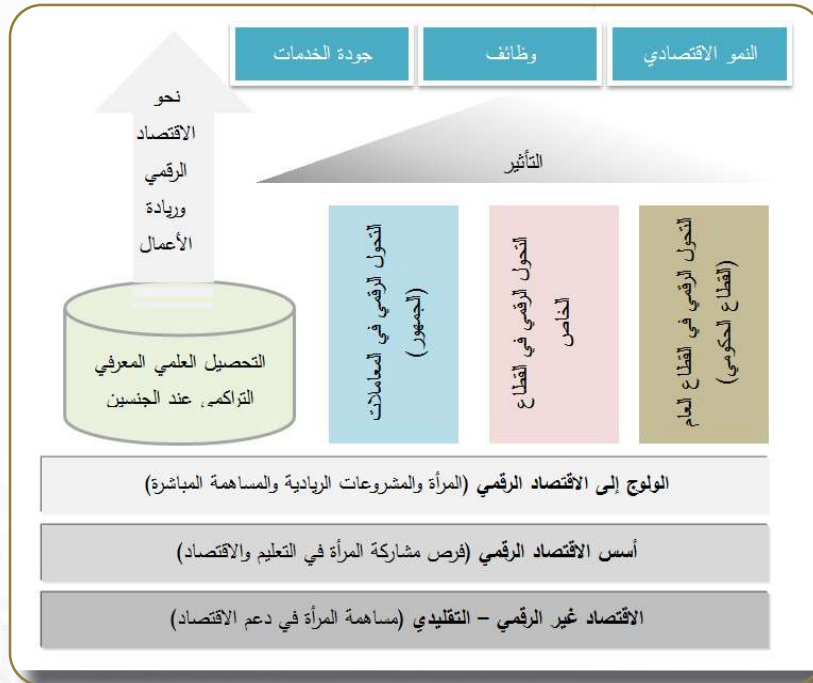 النمو الاقتصادي
وظائف
جودة الخدمات
نحو
الاقتصاد
الرقمي
وريادة
الأعمال
التأثير
التحول الرقمي في القطاع العام
(القطاع الحكومي)
التحول الرقمي في القطاع
الخاص
التحول الرقمي في المعاملات
(الجمهور)
التحصيل العلمي المعرفي
التراكمي عند الجنسين
الولوج إلى الاقتصاد الرقمي (المرأة والمشروعات الريادية والمساهمة المباشرة)
أسس الاقتصاد الرقمي (فرص مشاركة المرأة في التعليم والاقتصاد)
الاقتصاد غير الرقمي – التقليدي (مساهمة المرأة في دعم الاقتصاد)